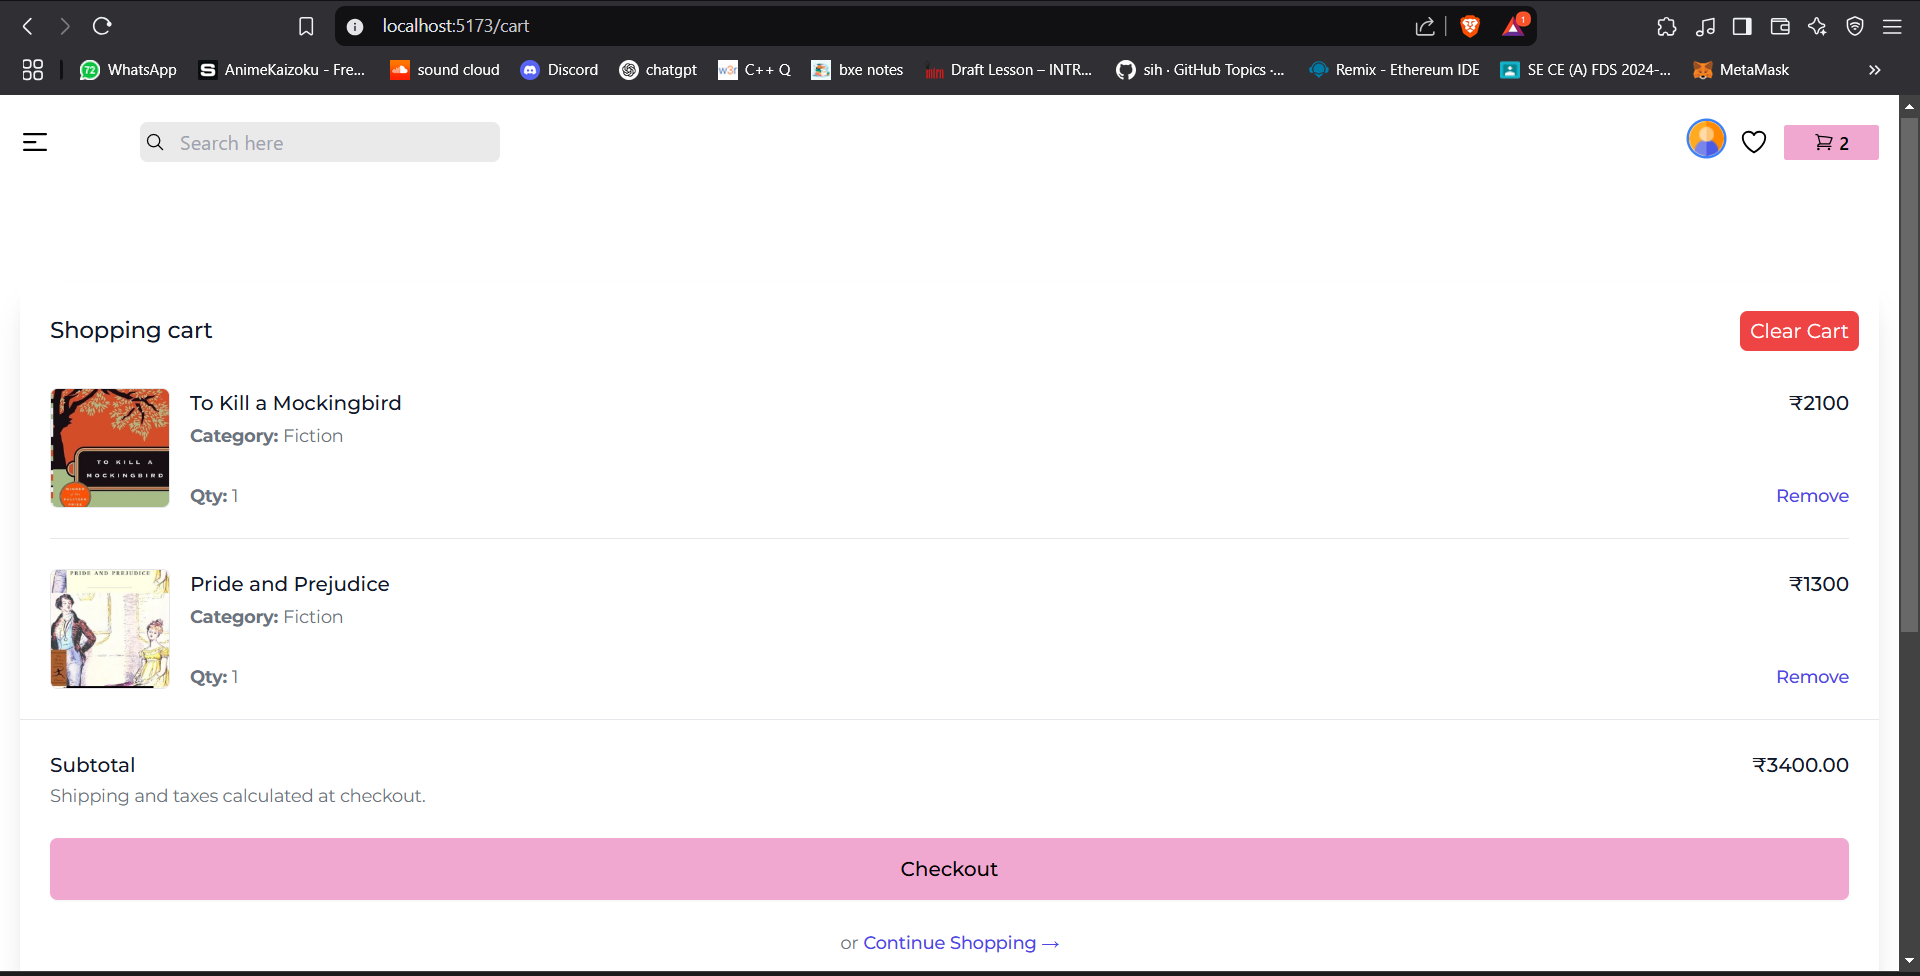 localhost:5173/cart
1
72 WhatsApp
S AnimeKaizoku - Fre...
sound cloud
Discord
chatgpt
w3r C++ Q
bxe notes
intro Draft Lesson – INTR...
sih · GitHub Topics ·...
Remix - Ethereum IDE
SE CE (A) FDS 2024-...
MetaMask
»
Search here
2
Shopping cart
Clear Cart
TO KILL A
MOCKINGBIRD
To Kill a Mockingbird
₹2100
Category: Fiction
Qty: 1
Remove
PRIDE AND PREJUDICE
Pride and Prejudice
₹1300
Category: Fiction
Qty: 1
Remove
Subtotal
₹3400.00
Shipping and taxes calculated at checkout.
Checkout
or Continue Shopping →